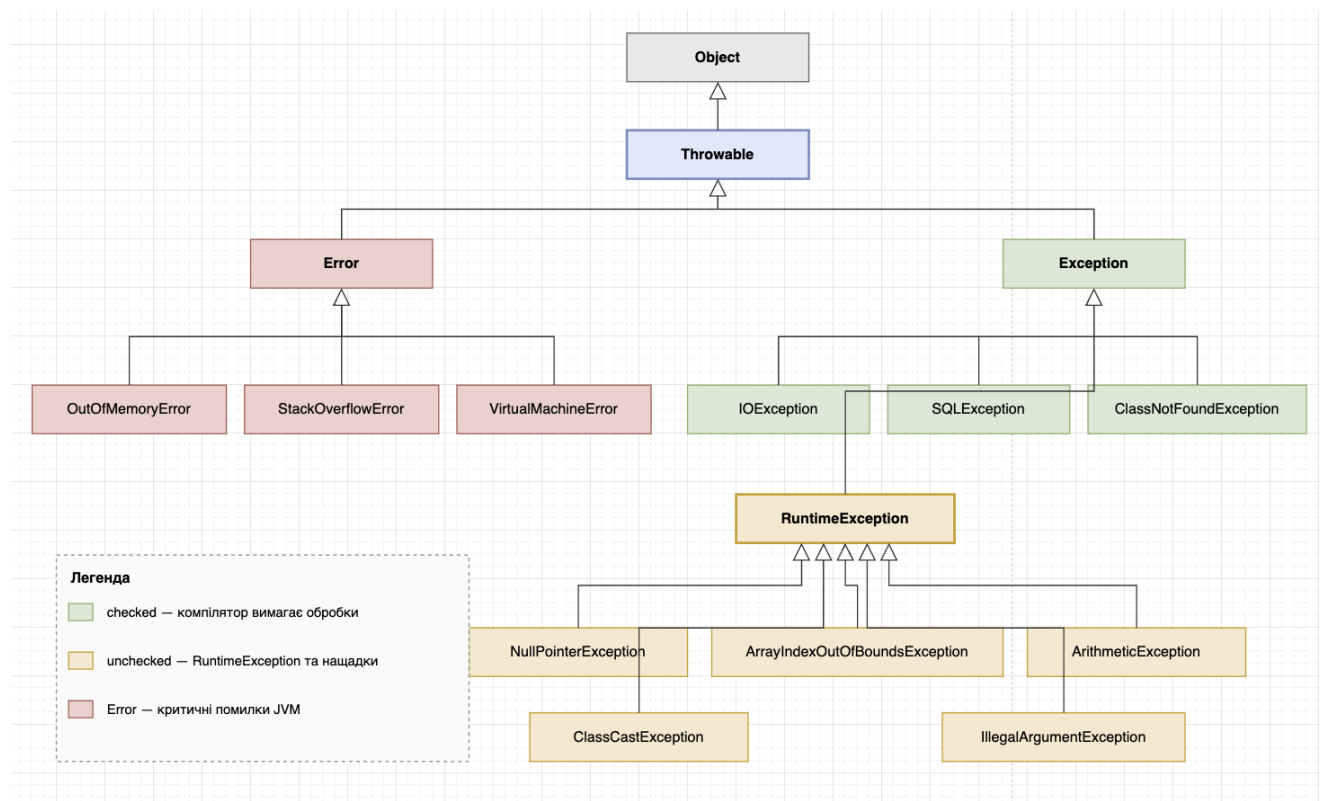 Object
Throwable
Error
Exception
OutOfMemoryError
StackOverflowError
VirtualMachineError
IOException
SQLException
ClassNotFoundException
RuntimeException
Легенда
checked — компілятор вимагає обробки
unchecked — RuntimeException та нащадки
Error — критичні помилки JVM
NullPointerException
ArrayIndexOutOfBoundsException
ArithmeticException
ClassCastException
IllegalArgumentException